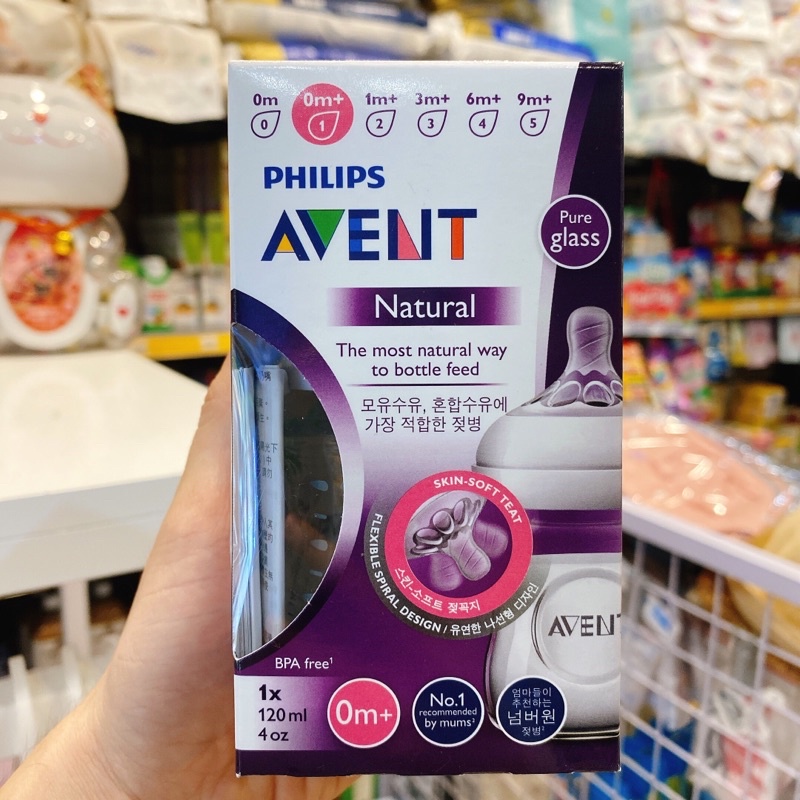 0m 0m+ 1m+ 3m+ 6m+ 9m+
0 1 2 3 4 5
PHILIPS
AVENT
Pure
glass
Natural
The most natural way
to bottle feed
모유수유, 혼합수유에
가장 적합한 젖병
SKIN-SOFT TEAT
스킨-소프트 젖꼭지
FLEXIBLE SPIRAL DESIGN / 유연한 나선형 디자인
AVENT
BPA free¹
1x
120 ml
4 oz
0m+
No.1
recommended
by mums²
엄마들이
추천하는
넘버원
젖병²